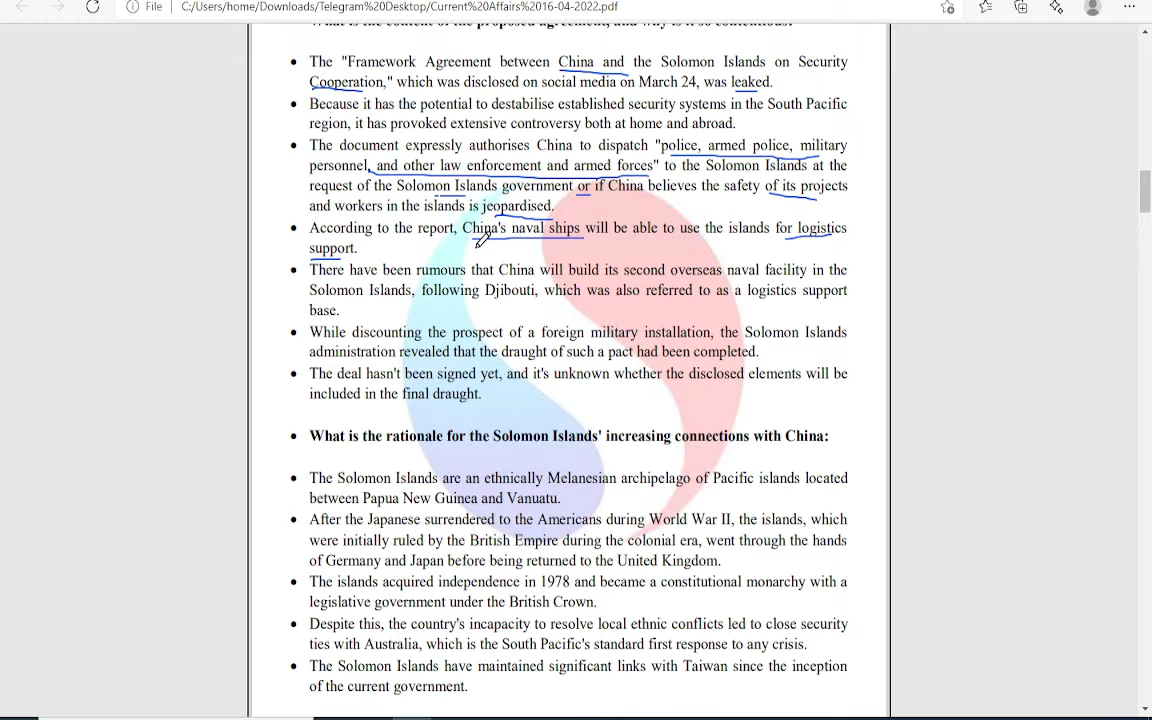 File
C:/Users/home/Downloads/Telegram%20Desktop/Current%20Affairs%2016-04-2022.pdf
What is the content of the proposed agreement, and why is it so contentious:
• The "Framework Agreement between China and the Solomon Islands on Security
Cooperation," which was disclosed on social media on March 24, was leaked.
• Because it has the potential to destabilise established security systems in the South Pacific
region, it has provoked extensive controversy both at home and abroad.
• The document expressly authorises China to dispatch "police, armed police, military
personnel, and other law enforcement and armed forces" to the Solomon Islands at the
request of the Solomon Islands government or if China believes the safety of its projects
and workers in the islands is jeopardised.
• According to the report, China's naval ships will be able to use the islands for logistics
support.
• There have been rumours that China will build its second overseas naval facility in the
Solomon Islands, following Djibouti, which was also referred to as a logistics support
base.
• While discounting the prospect of a foreign military installation, the Solomon Islands
administration revealed that the draught of such a pact had been completed.
• The deal hasn't been signed yet, and it's unknown whether the disclosed elements will be
included in the final draught.
• What is the rationale for the Solomon Islands' increasing connections with China:
• The Solomon Islands are an ethnically Melanesian archipelago of Pacific islands located
between Papua New Guinea and Vanuatu.
• After the Japanese surrendered to the Americans during World War II, the islands, which
were initially ruled by the British Empire during the colonial era, went through the hands
of Germany and Japan before being returned to the United Kingdom.
• The islands acquired independence in 1978 and became a constitutional monarchy with a
legislative government under the British Crown.
• Despite this, the country's incapacity to resolve local ethnic conflicts led to close security
ties with Australia, which is the South Pacific's standard first response to any crisis.
• The Solomon Islands have maintained significant links with Taiwan since the inception
of the current government.